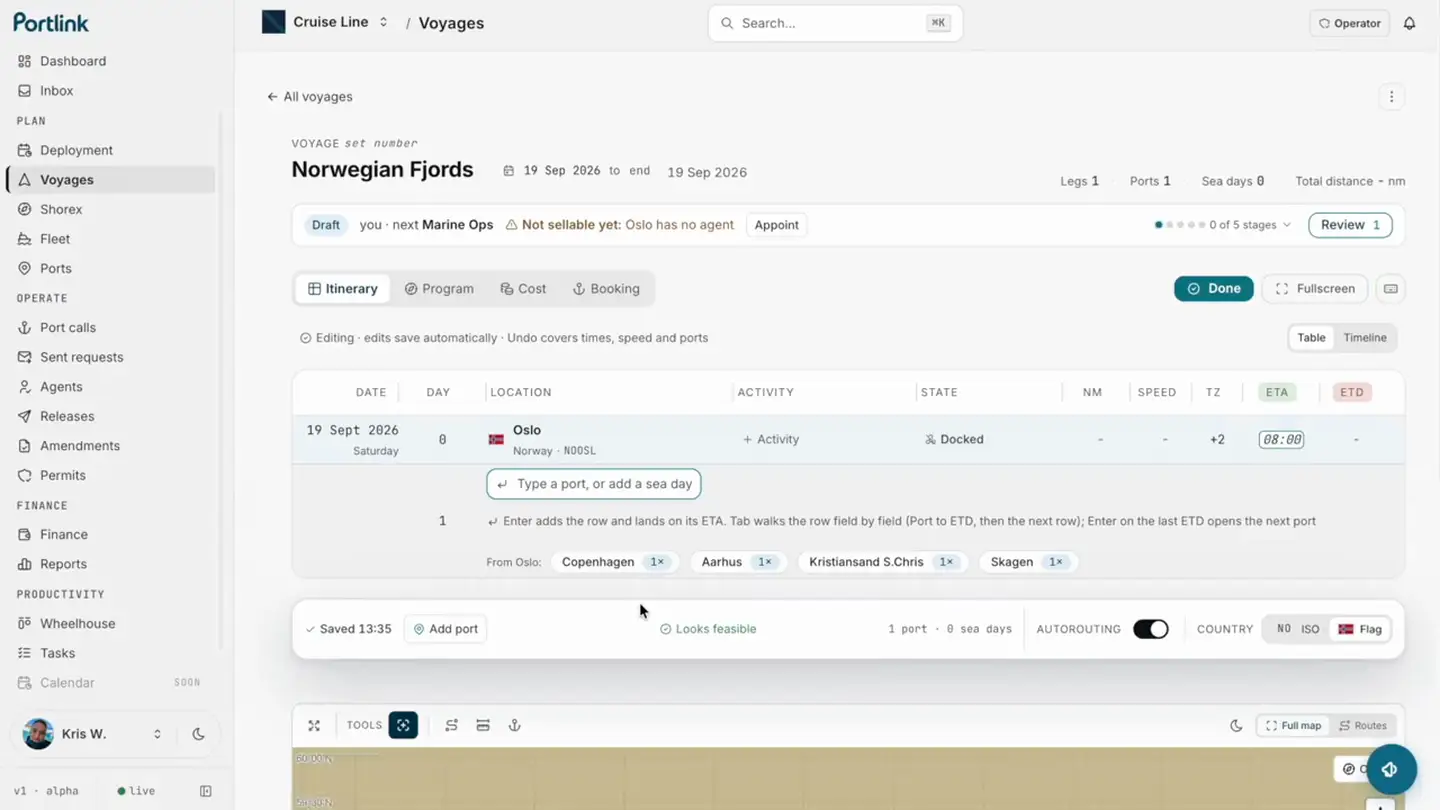 Portlink
Cruise Line / Voyages
Search... ⌘K
Operator
Dashboard
Inbox
PLAN
Deployment
Voyages
Shorex
Fleet
Ports
OPERATE
Port calls
Sent requests
Agents
Releases
Amendments
Permits
FINANCE
Finance
Reports
PRODUCTIVITY
Wheelhouse
Tasks
Calendar SOON
Kris W.
v1 · alpha live
← All voyages
VOYAGE set number
Norwegian Fjords 19 Sep 2026 to end 19 Sep 2026
Legs 1 Ports 1 Sea days 0 Total distance - nm
Draft you · next Marine Ops Not sellable yet: Oslo has no agent Appoint 0 of 5 stages Review 1
Itinerary Program Cost Booking Done Fullscreen
Editing · edits save automatically · Undo covers times, speed and ports Table Timeline
DATE DAY LOCATION ACTIVITY STATE NM SPEED TZ ETA ETD
19 Sept 2026 0 Oslo + Activity Docked - - +2 08:00 -
Saturday Norway · NOOSL
Type a port, or add a sea day
1 Enter adds the row and lands on its ETA. Tab walks the row field by field (Port to ETD, then the next row); Enter on the last ETD opens the next port
From Oslo: Copenhagen 1× Aarhus 1× Kristiansand S.Chris 1× Skagen 1×
Saved 13:35 Add port Looks feasible 1 port · 0 sea days AUTOROUTING COUNTRY NO ISO Flag
TOOLS Full map Routes